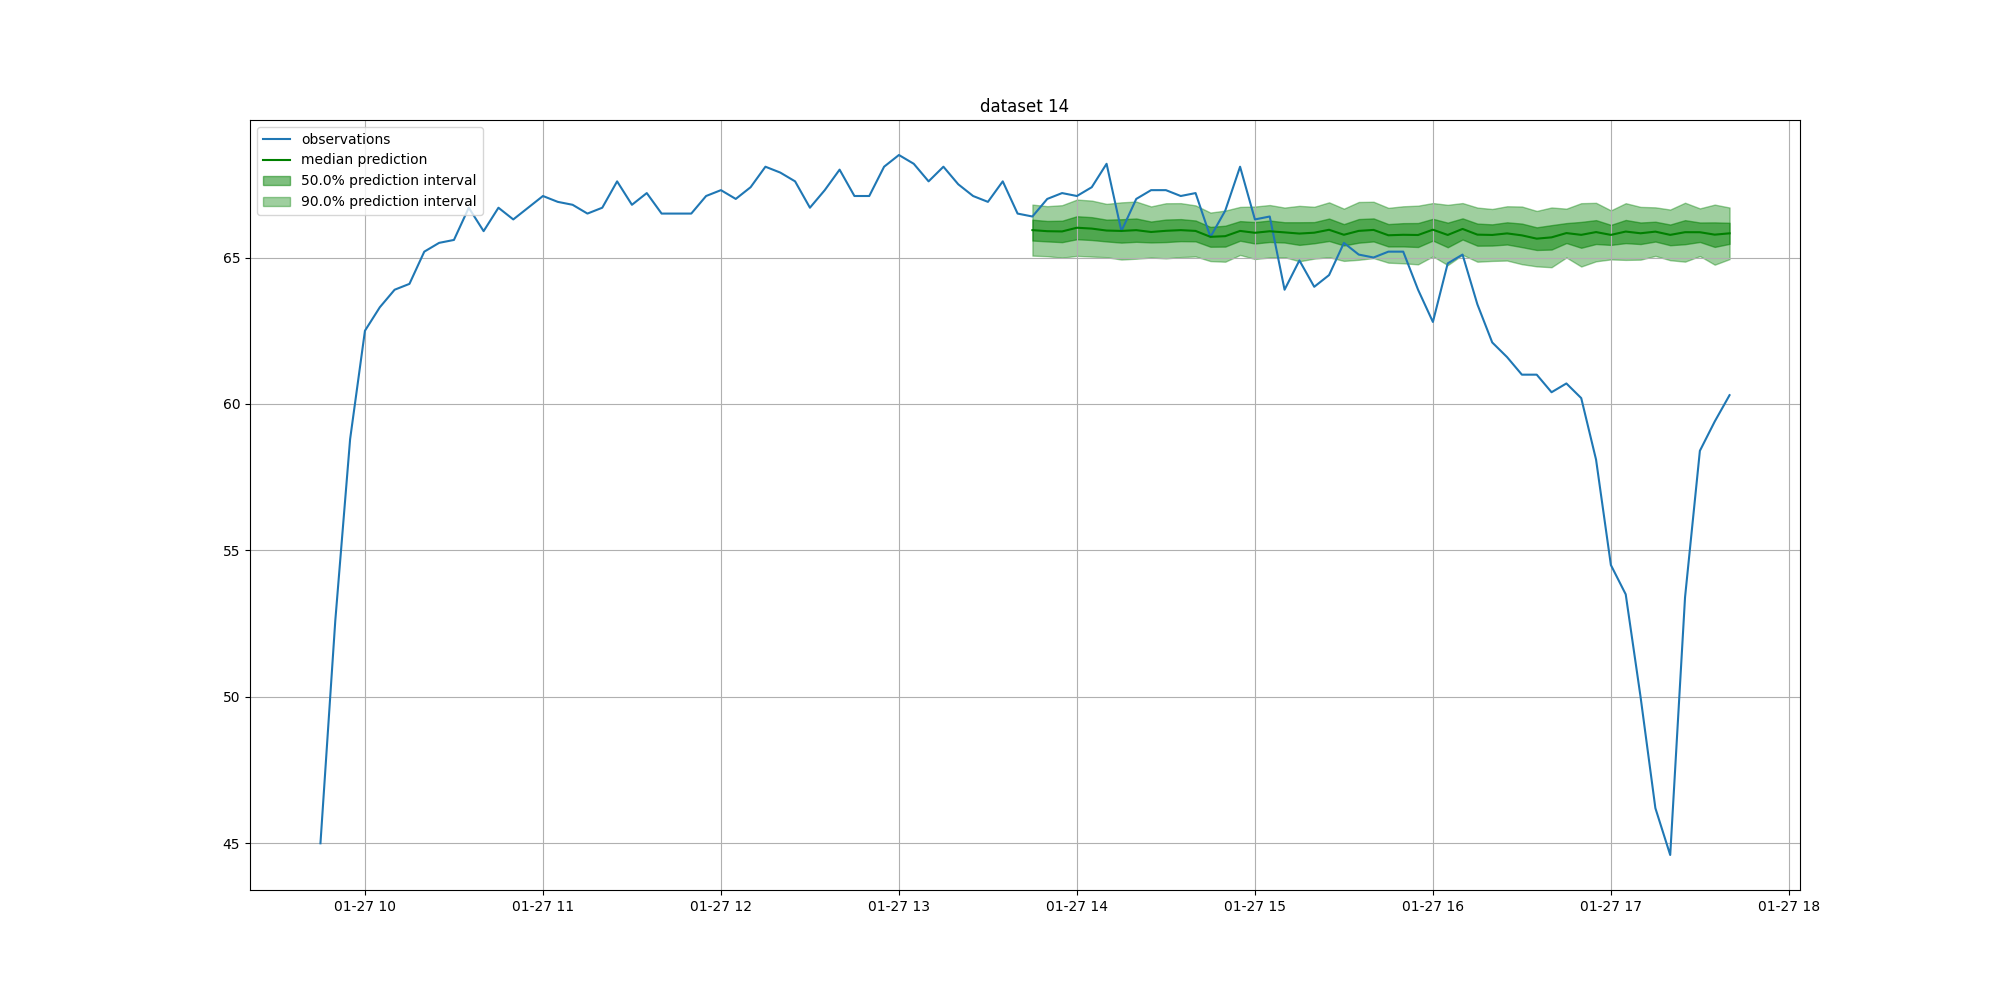 dataset 14
observations
median prediction
50.0% prediction interval
90.0% prediction interval
65
60
55
50
45
01-27 10
01-27 11
01-27 12
01-27 13
01-27 14
01-27 15
01-27 16
01-27 17
01-27 18